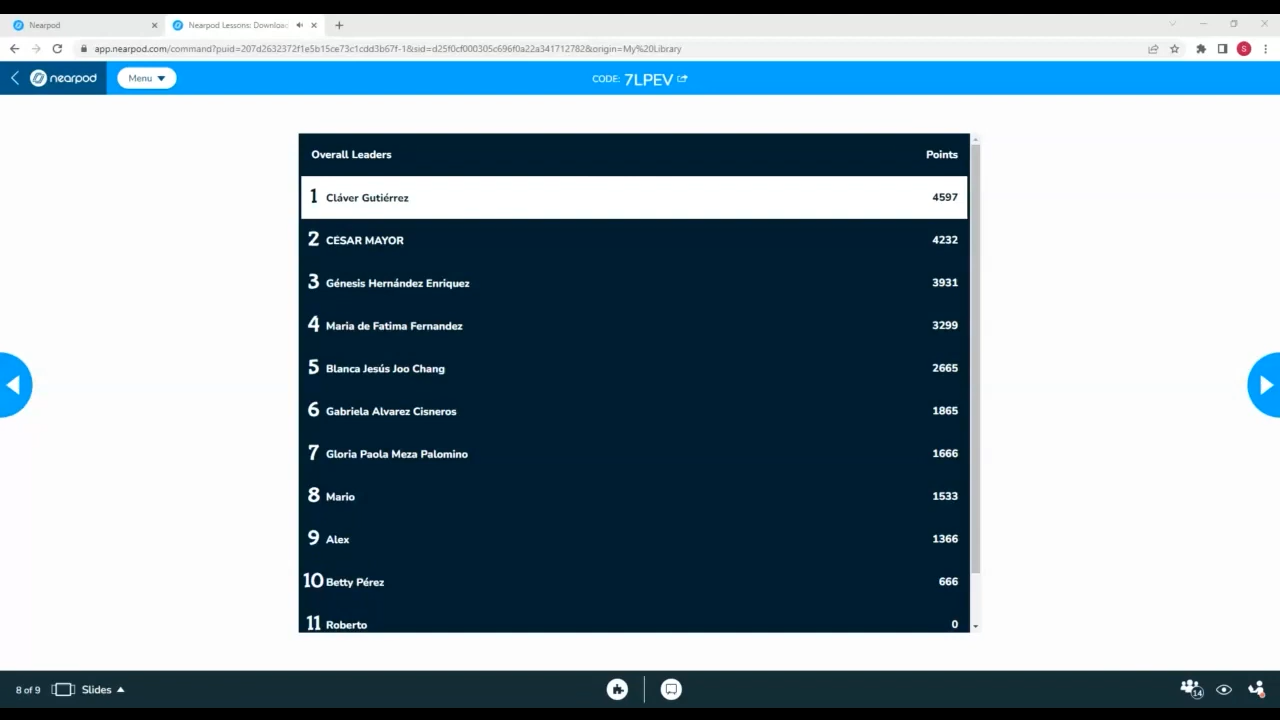 Nearpod
Nearpod Lessons: Downloa
app.nearpod.com/command?puid=207d2632372f1e5b15ce73c1cdd3b67f-1&sid=d25f0cf000305c696f0a22a341712782&origin=My%20Library
S
nearpod
Menu
CODE: 7LPEV
Overall Leaders Points
1 Cláver Gutiérrez 4597
2 CÉSAR MAYOR 4232
3 Génesis Hernández Enriquez 3931
4 Maria de Fatima Fernandez 3299
5 Blanca Jesús Joo Chang 2665
6 Gabriela Alvarez Cisneros 1865
7 Gloria Paola Meza Palomino 1666
8 Mario 1533
9 Alex 1366
10 Betty Pérez 666
11 Roberto 0
8 of 9 Slides
14